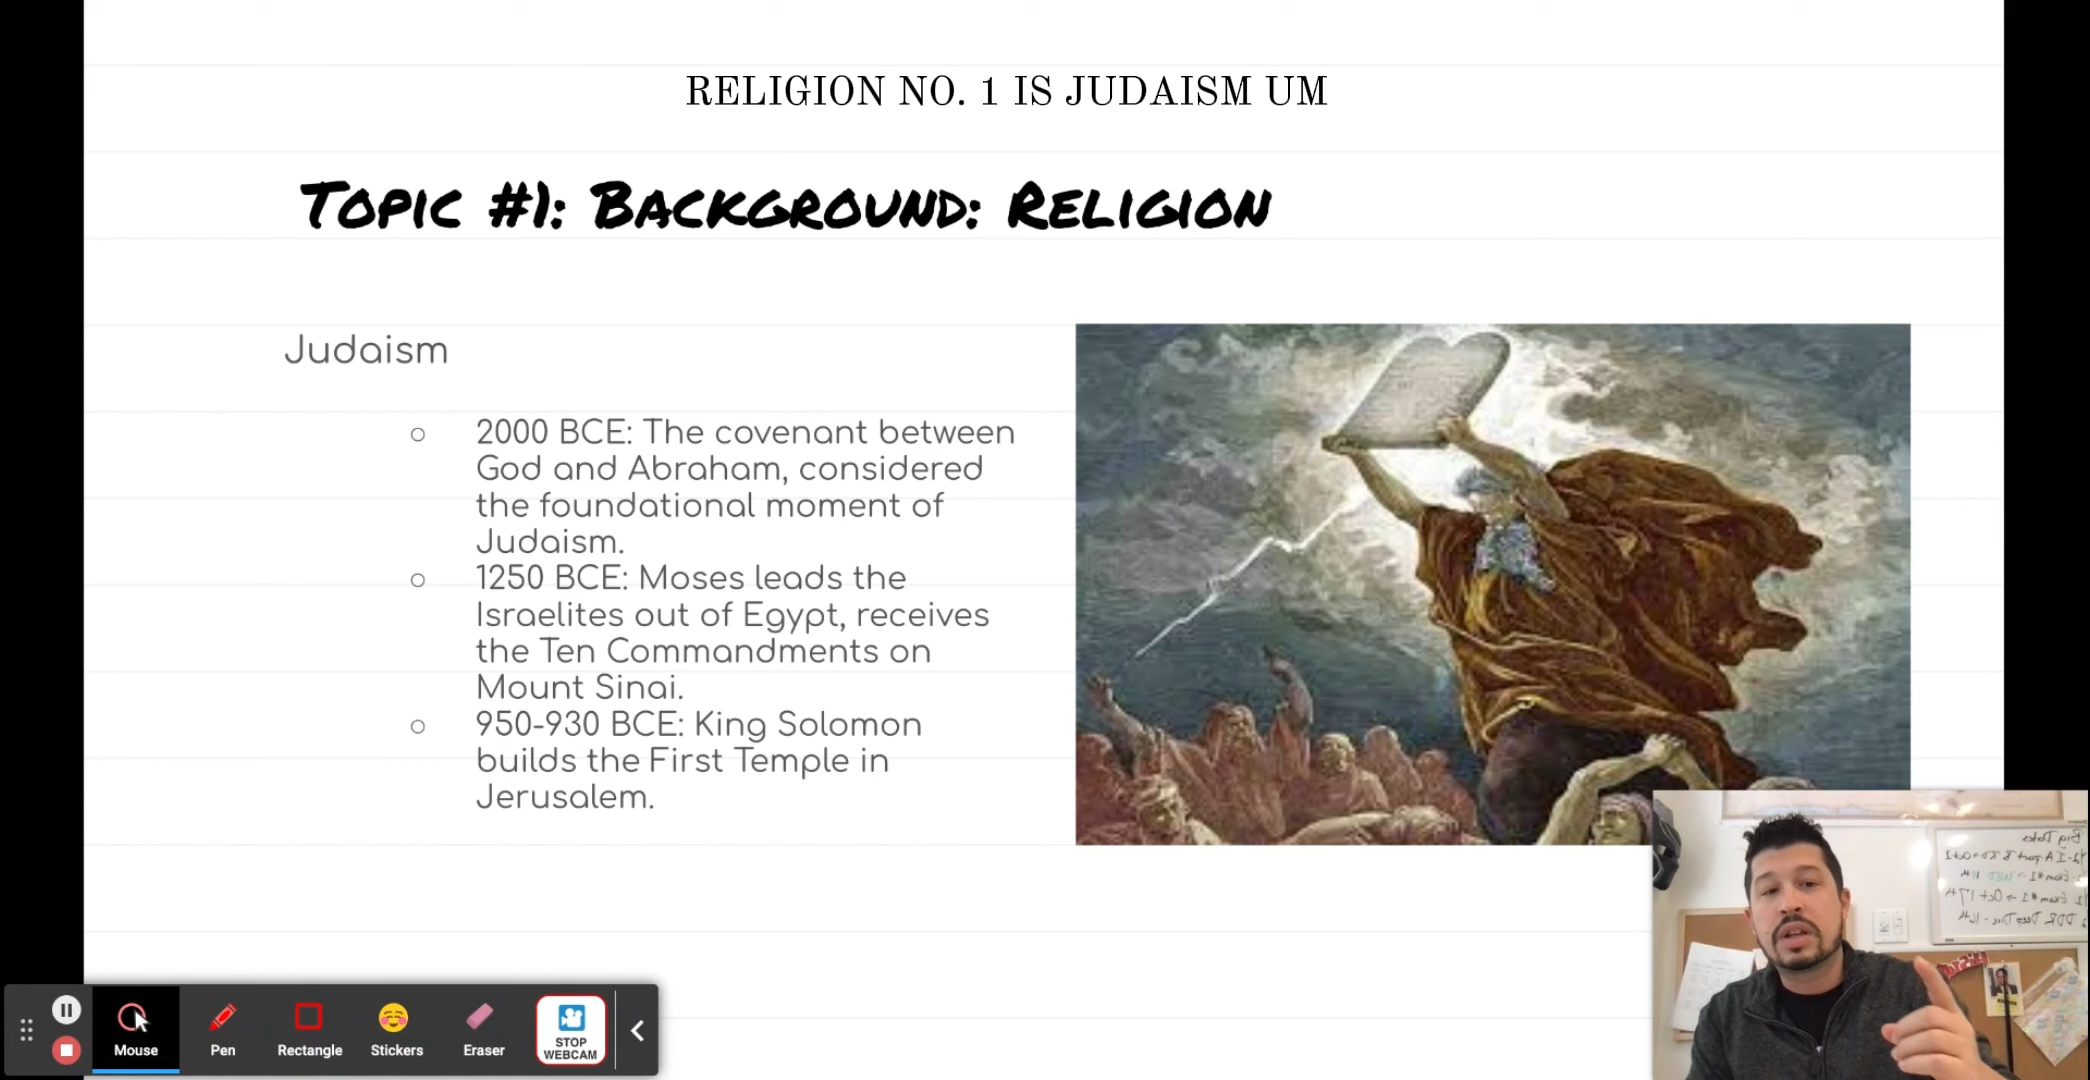 RELIGION NO. 1 IS JUDAISM UM
TOPIC #1: BACKGROUND: RELIGION
Judaism
○ 2000 BCE: The covenant between
God and Abraham, considered
the foundational moment of
Judaism.
○ 1250 BCE: Moses leads the
Israelites out of Egypt, receives
the Ten Commandments on
Mount Sinai.
○ 950-930 BCE: King Solomon
builds the First Temple in
Jerusalem.
Mouse
Pen
Rectangle
Stickers
Eraser
STOP
WEBCAM